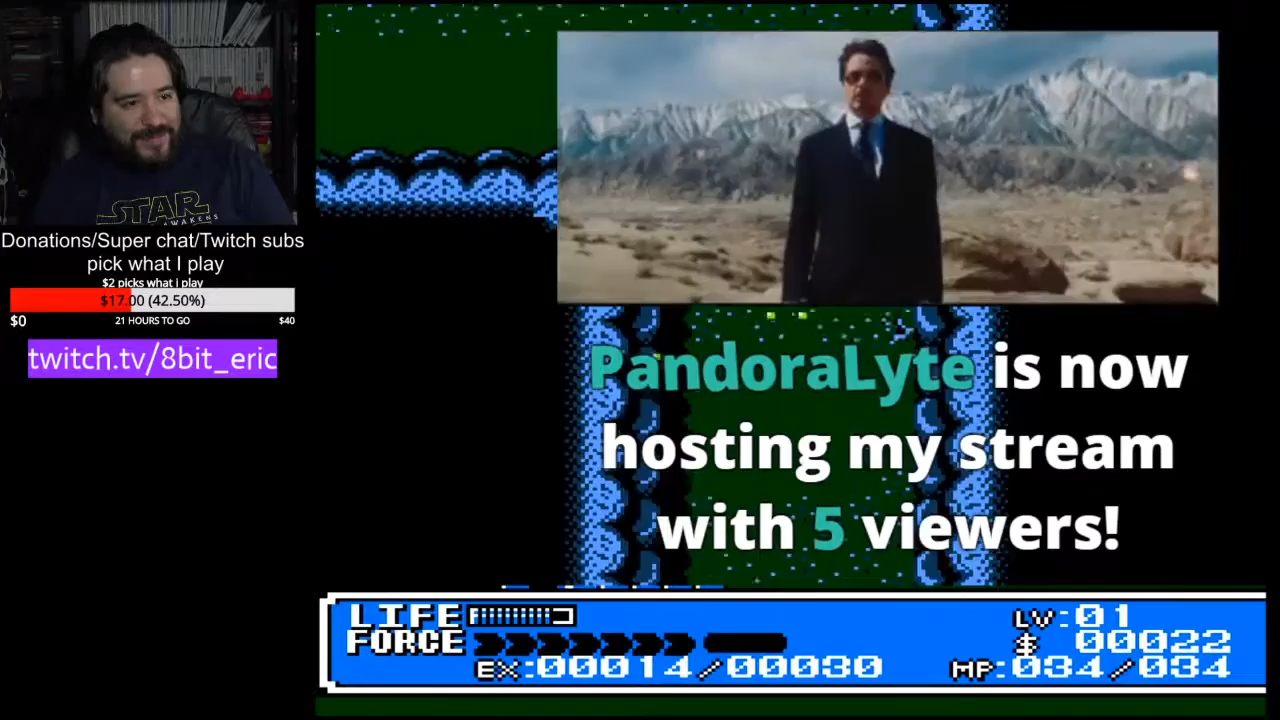 STAR
AWAKENS
Donations/Super chat/Twitch subs
pick what I play
$2 picks what i play
$17.00 (42.50%)
$0 21 HOURS TO GO $40
twitch.tv/8bit_eric
PandoraLyte is now
hosting my stream
with 5 viewers!
LIFE LV:01
FORCE $ 00022
EX:00014/00030 MP:034/034